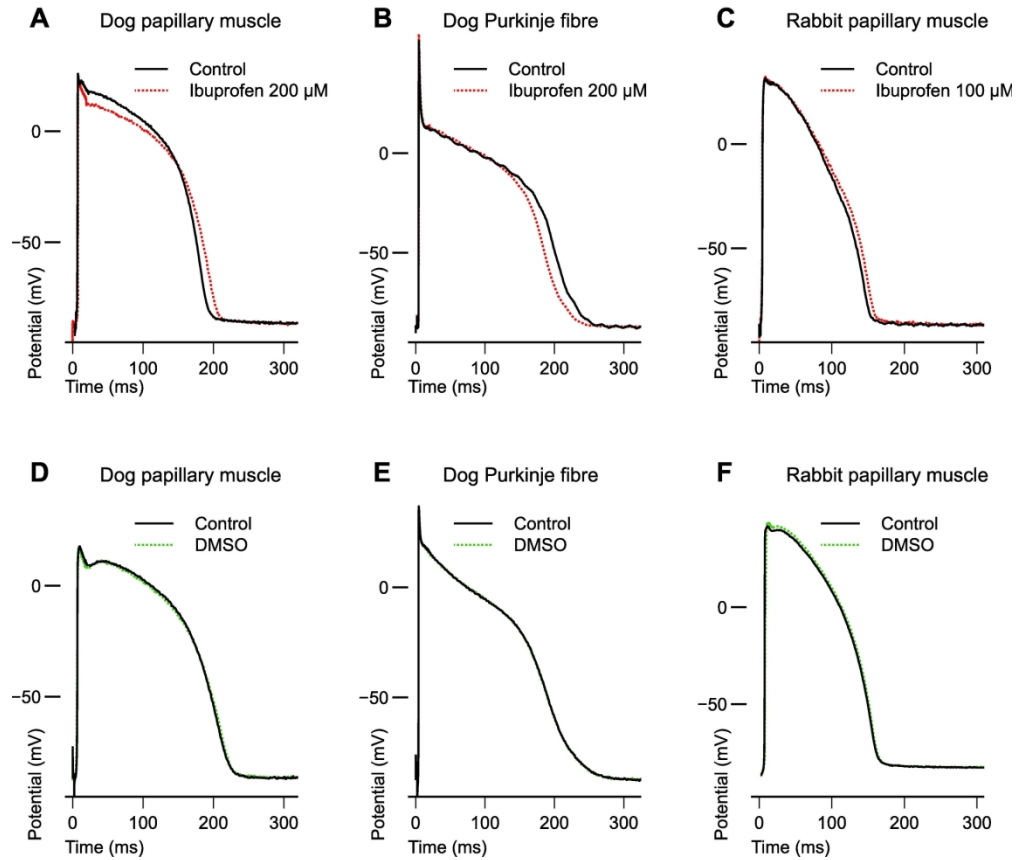 A Dog papillary muscle
Control
Ibuprofen 200 µM
0
−50
Potential (mV)
0 100 200 300
Time (ms)
B Dog Purkinje fibre
Control
Ibuprofen 200 µM
0
−50
Potential (mV)
0 100 200 300
Time (ms)
C Rabbit papillary muscle
Control
Ibuprofen 100 µM
0
−50
Potential (mV)
0 100 200 300
Time (ms)
D Dog papillary muscle
Control
DMSO
0
−50
Potential (mV)
0 100 200 300
Time (ms)
E Dog Purkinje fibre
Control
DMSO
0
−50
Potential (mV)
0 100 200 300
Time (ms)
F Rabbit papillary muscle
Control
DMSO
0
−50
Potential (mV)
0 100 200 300
Time (ms)